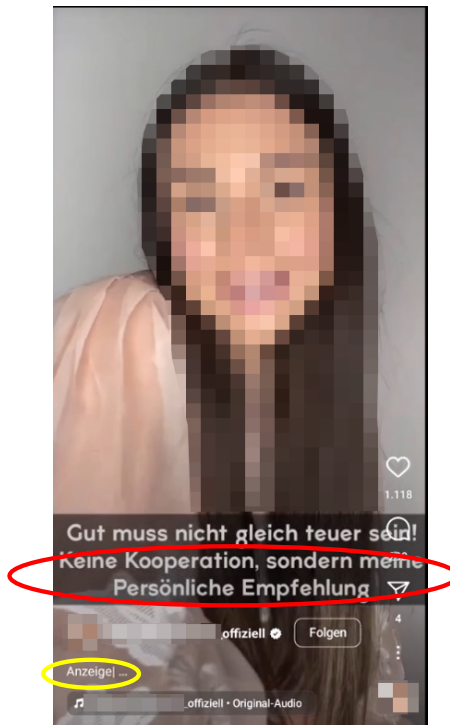 1.118
Gut muss nicht gleich teuer sein!
Keine Kooperation, sondern meine
Persönliche Empfehlung
4
offiziell
Folgen
Anzeige| ...
_offiziell • Original-Audio